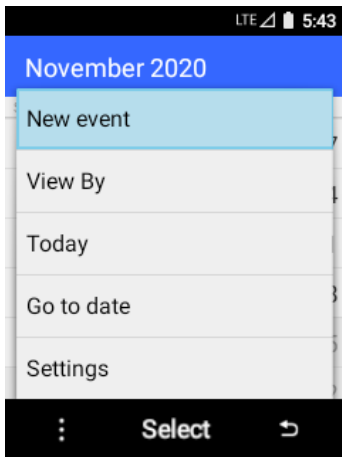 LTE 5:43
November 2020
New event
View By
Today
Go to date
Settings
Select